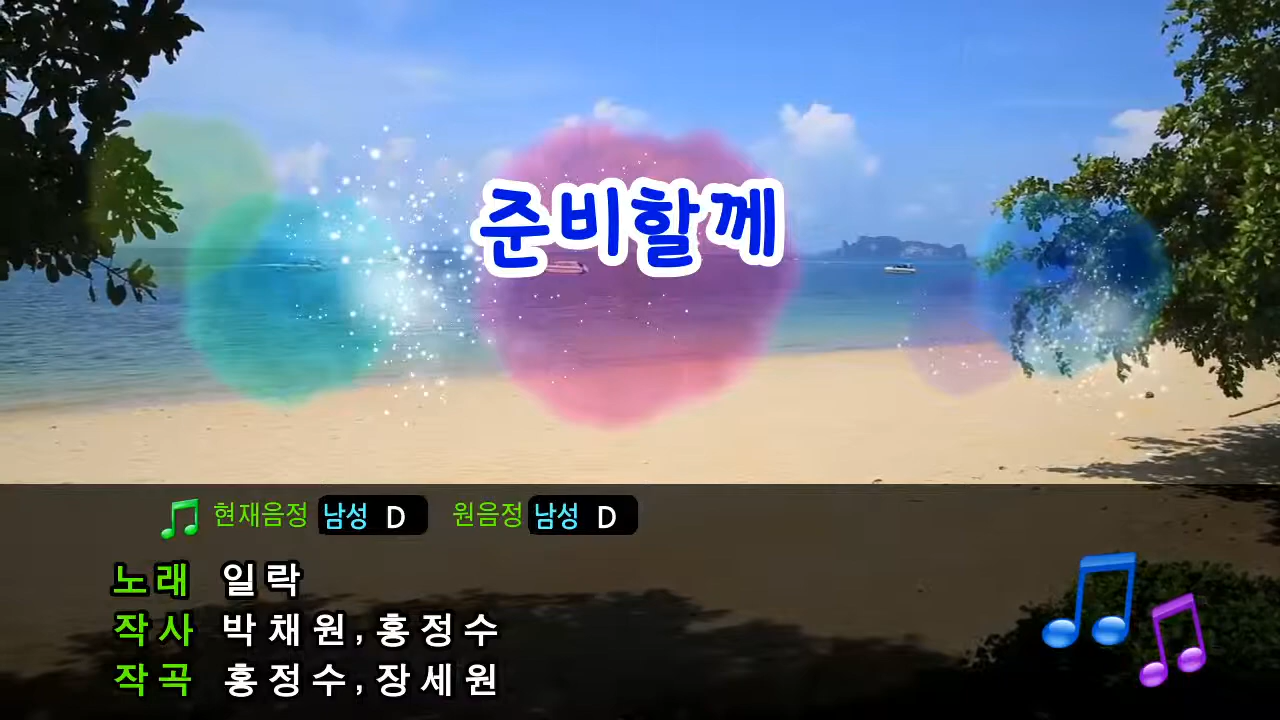 준비할께
현재음정 남성 D 원음정 남성 D
노래 일락
작사 박채원, 홍정수
작곡 홍정수, 장세원